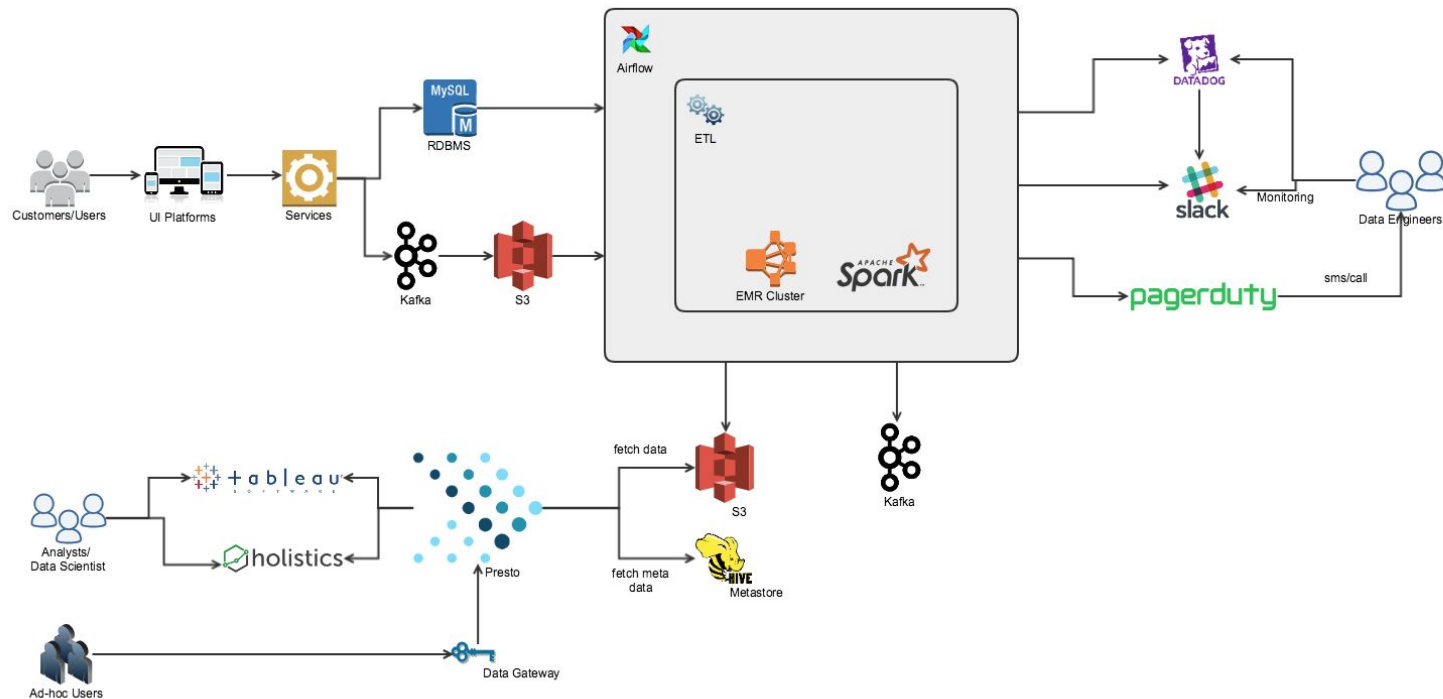 Airflow
MySQL
M
RDBMS
ETL
DATADOG
Customers/Users
UI Platforms
Services
slack
Monitoring
Data Engineers
Kafka
S3
EMR Cluster
APACHE
Spark
sms/call
pagerduty
fetch data
+ableau
SOFTWARE
S3
Kafka
Analysts/
Data Scientist
holistics
Presto
fetch meta
data
HIVE
Metastore
Data Gateway
Ad-hoc Users